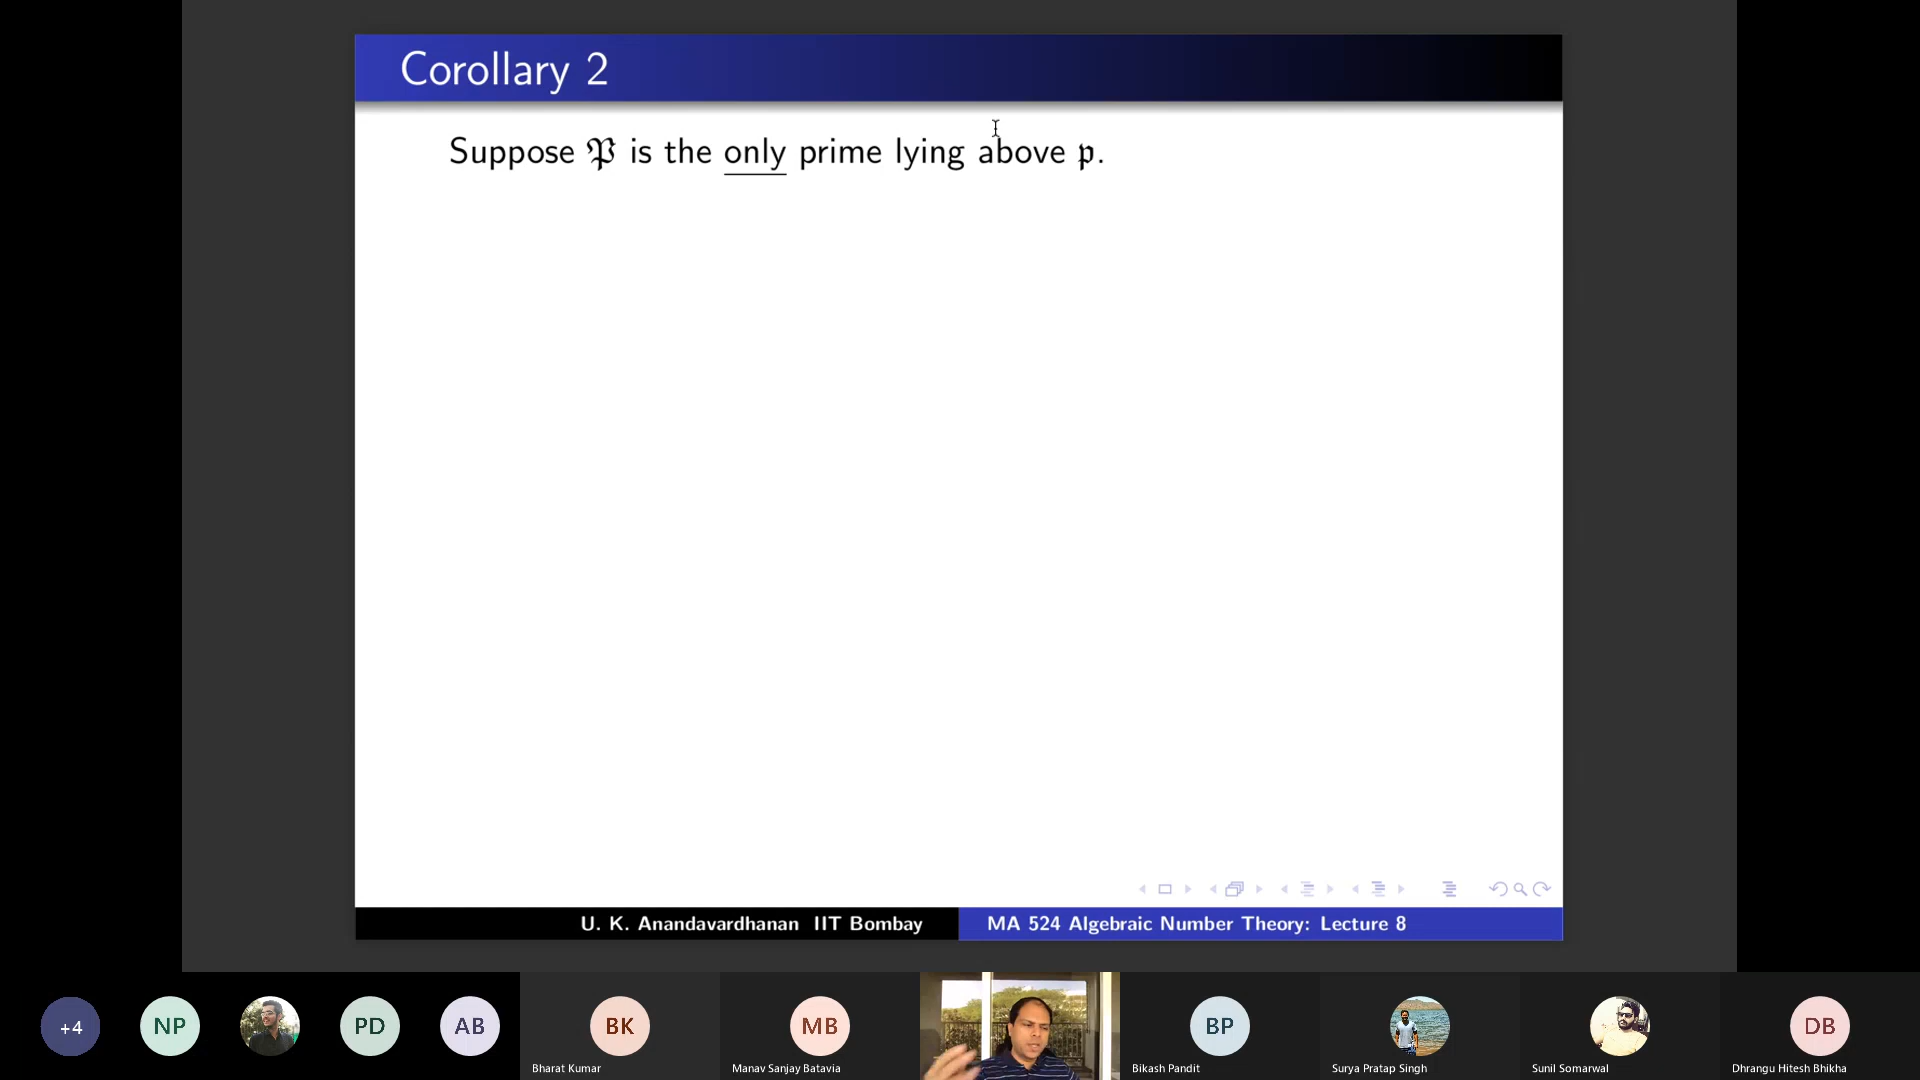 Corollary 2
Suppose 𝔓 is the only prime lying above 𝔭.
U. K. Anandavardhanan IIT Bombay
MA 524 Algebraic Number Theory: Lecture 8
+4
NP
PD
AB
BK
MB
BP
DB
Bharat Kumar
Manav Sanjay Batavia
Bikash Pandit
Surya Pratap Singh
Sunil Somarwal
Dhrangu Hitesh Bhikha